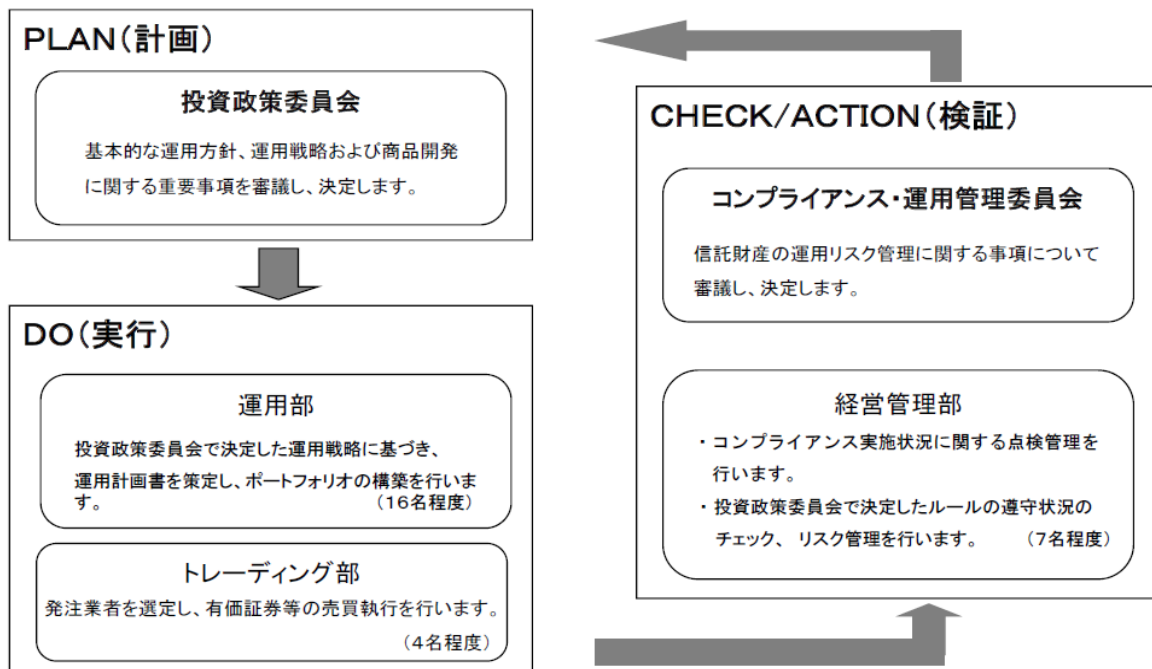 PLAN(計画)
投資政策委員会
基本的な運用方針、運用戦略および商品開発
に関する重要事項を審議し、決定します。
DO(実行)
運用部
投資政策委員会で決定した運用戦略に基づき、
運用計画書を策定し、ポートフォリオの構築を行いま
す。 (16名程度)
トレーディング部
発注業者を選定し、有価証券等の売買執行を行います。
(4名程度)
CHECK/ACTION(検証)
コンプライアンス・運用管理委員会
信託財産の運用リスク管理に関する事項について
審議し、決定します。
経営管理部
・コンプライアンス実施状況に関する点検管理を
行います。
・投資政策委員会で決定したルールの遵守状況の
チェック、リスク管理を行います。 (7名程度)